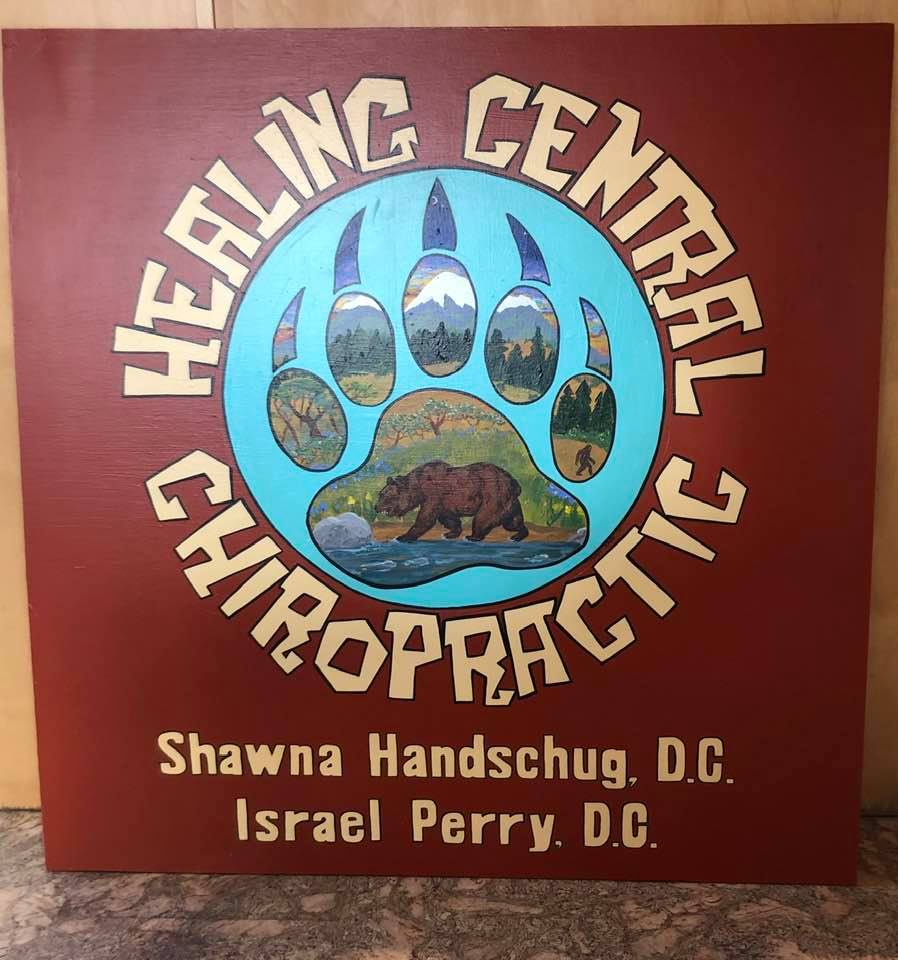 HEALING CENTRAL
CHIROPRACTIC
Shawna Handschug, D.C.
Israel Perry, D.C.